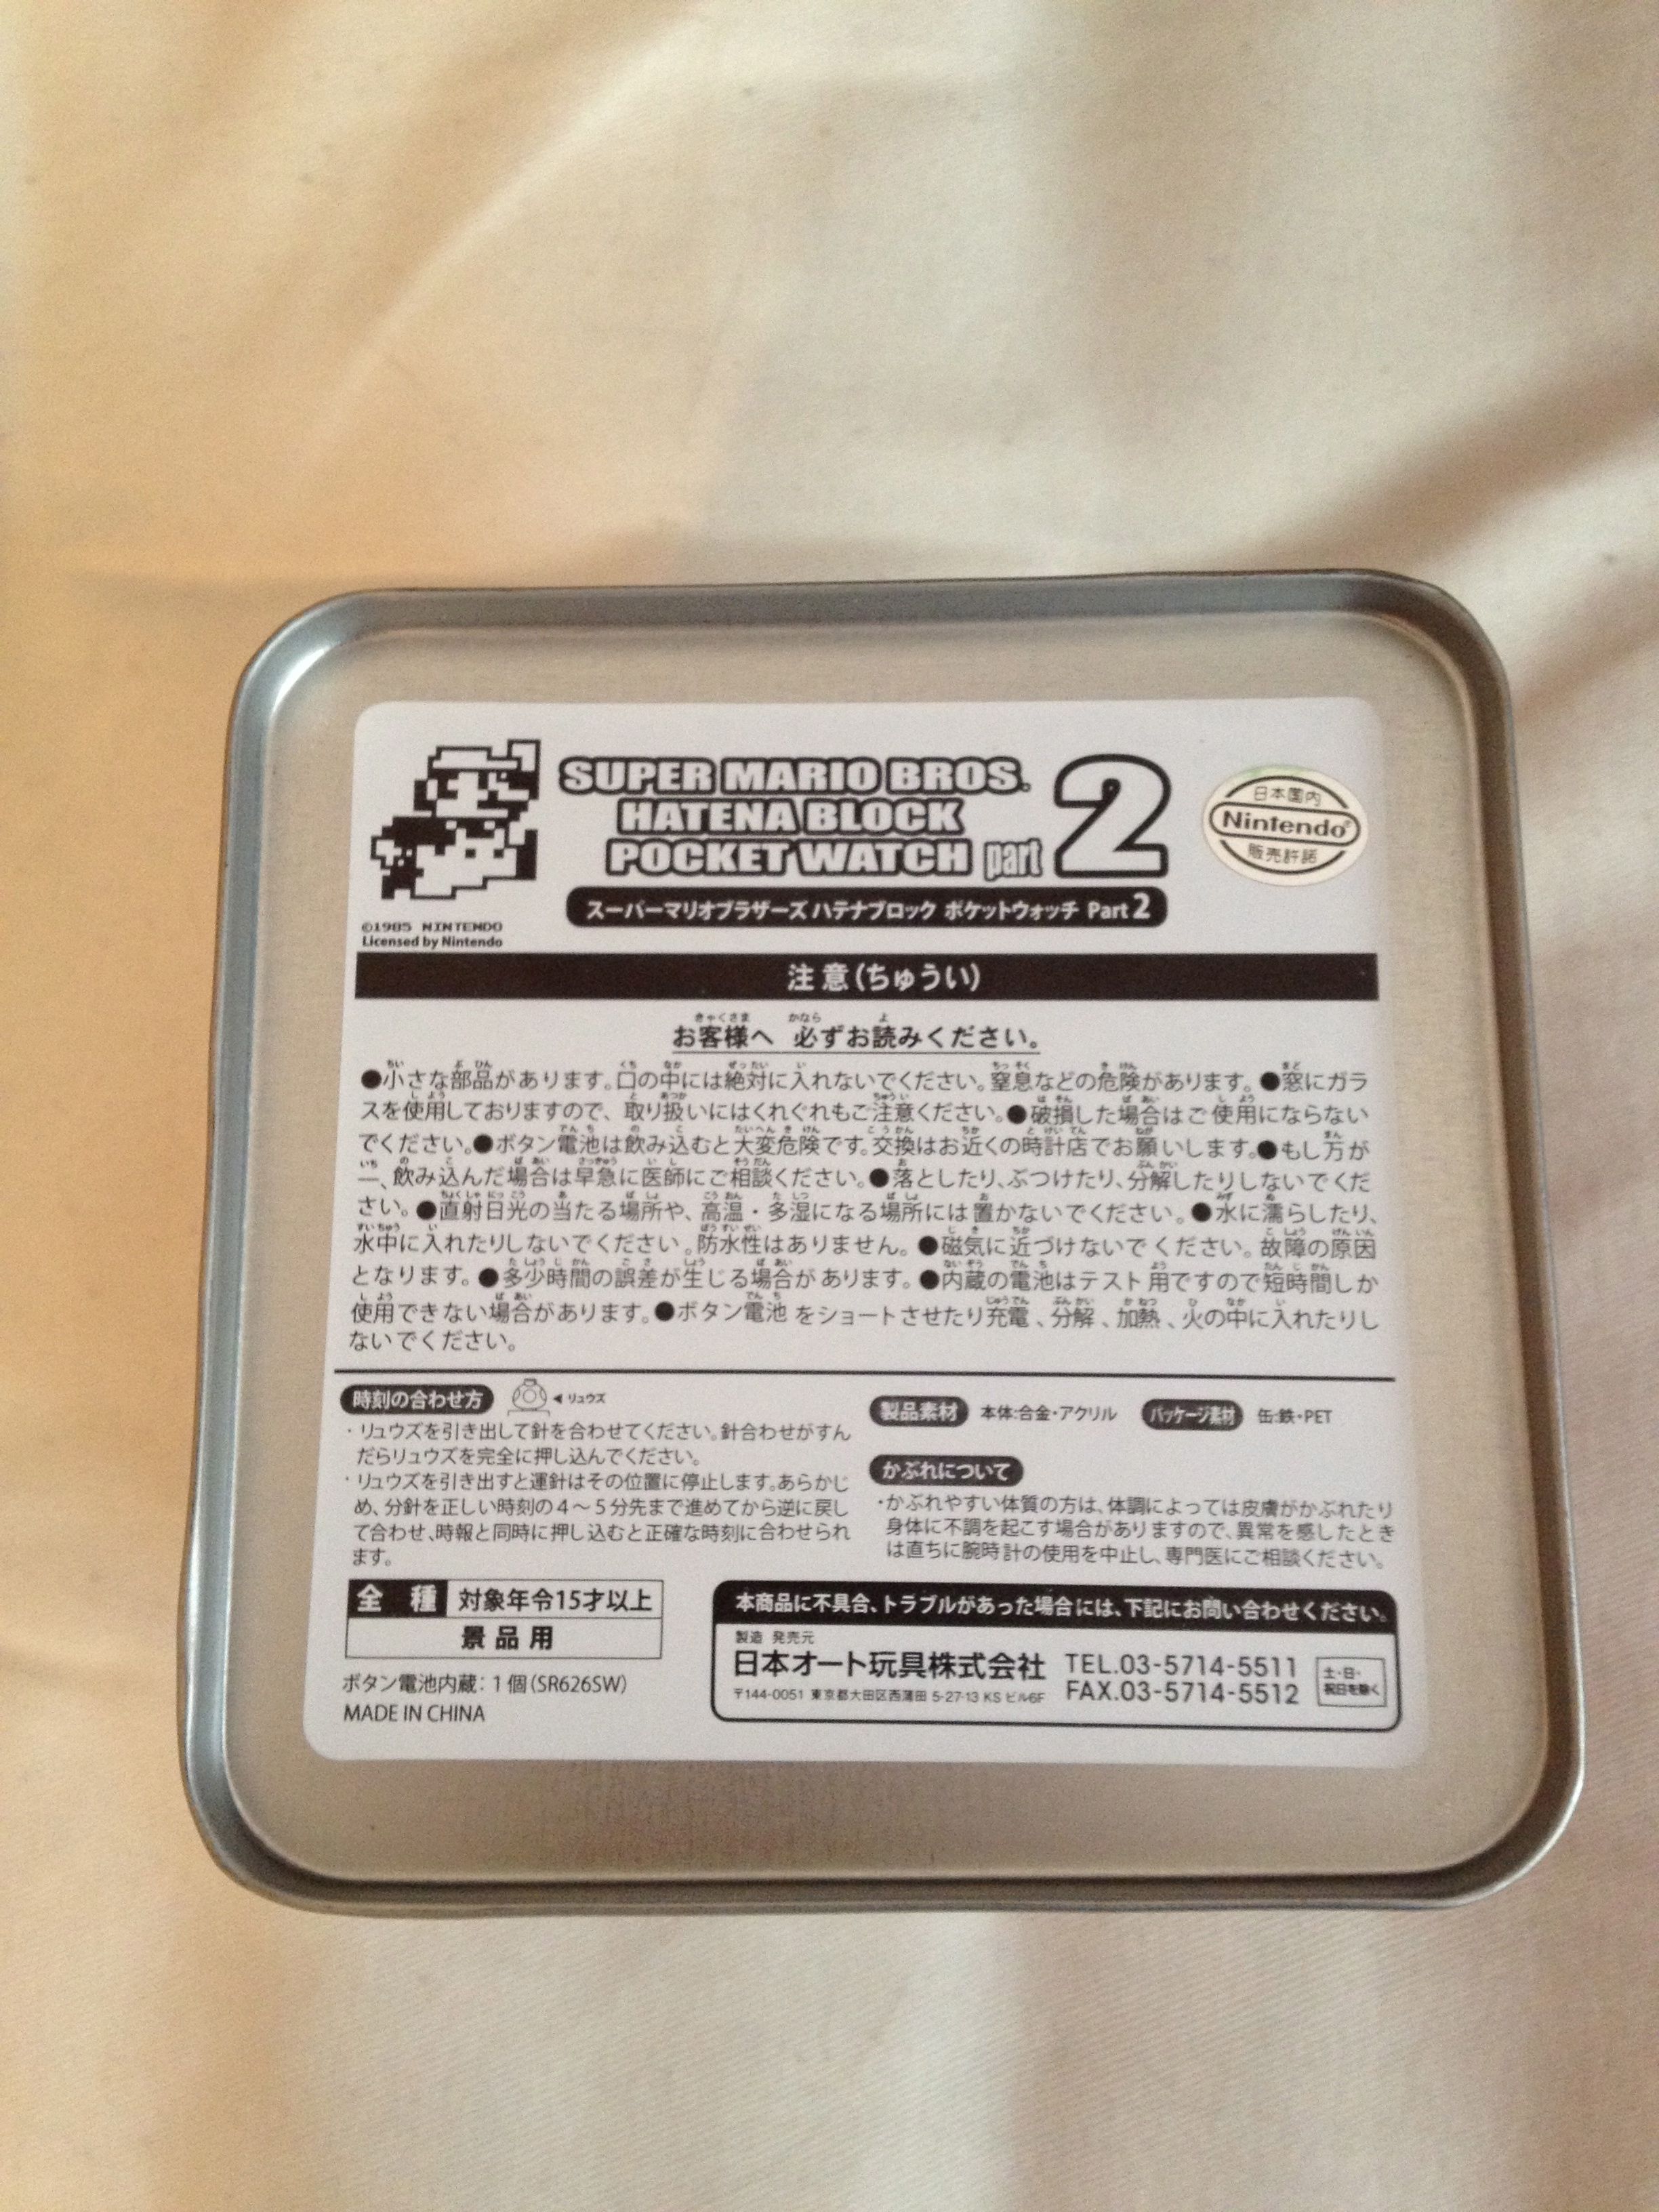 SUPER MARIO BROS.
HATENA BLOCK
POCKET WATCH part 2
スーパーマリオブラザーズ ハテナブロック ポケットウォッチ Part 2
日本国内
Nintendo®
販売許諾
©1985 NINTENDO
Licensed by Nintendo
注意(ちゅうい)
お客様へ 必ずお読みください。
●小さな部品があります。口の中には絶対に入れないでください。窒息などの危険があります。●窓にガラ
スを使用しておりますので、取り扱いにはくれぐれもご注意ください。●破損した場合はご使用にならない
でください。●ボタン電池は飲み込むと大変危険です。交換はお近くの時計店でお願いします。●もし万が
一、飲み込んだ場合は早急に医師にご相談ください。●落としたり、ぶつけたり、分解したりしないでくだ
さい。●直射日光の当たる場所や、高温・多湿になる場所には置かないでください。●水に濡らしたり、
水中に入れたりしないでください。防水性はありません。●磁気に近づけないでください。故障の原因
となります。●多少時間の誤差が生じる場合があります。●内蔵の電池はテスト用ですので短時間しか
使用できない場合があります。●ボタン電池をショートさせたり充電、分解、加熱、火の中に入れたりし
ないでください。
時刻の合わせ方 ◀リュウズ
・リュウズを引き出して針を合わせてください。針合わせがすん
だらリュウズを完全に押し込んでください。
・リュウズを引き出すと運針はその位置に停止します。あらかじ
め、分針を正しい時刻の4～5分先まで進めてから逆に戻し
て合わせ、時報と同時に押し込むと正確な時刻に合わせられ
ます。
製品素材 本体:合金・アクリル パッケージ素材 缶:鉄・PET
かぶれについて
・かぶれやすい体質の方は、体調によっては皮膚がかぶれたり
身体に不調を起こす場合がありますので、異常を感したとき
は直ちに腕時計の使用を中止し、専門医にご相談ください。
全種 対象年令15才以上
景品用
ボタン電池内蔵:1個(SR626SW)
MADE IN CHINA
本商品に不具合、トラブルがあった場合には、下記にお問い合わせください。
製造 発売元
日本オート玩具株式会社 TEL.03-5714-5511
〒144-0051 東京都大田区西蒲田 5-27-13 KS ビル6F FAX.03-5714-5512
土・日・
祝日を除く